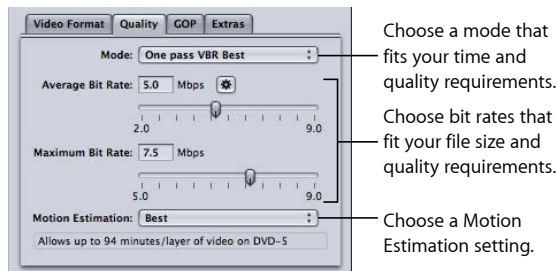 Video Format Quality GOP Extras
Mode: One pass VBR Best
Average Bit Rate: 5.0 Mbps
2.0 9.0
Maximum Bit Rate: 7.5 Mbps
5.0 9.0
Motion Estimation: Best
Allows up to 94 minutes/layer of video on DVD-5
Choose a mode that
fits your time and
quality requirements.
Choose bit rates that
fit your file size and
quality requirements.
Choose a Motion
Estimation setting.